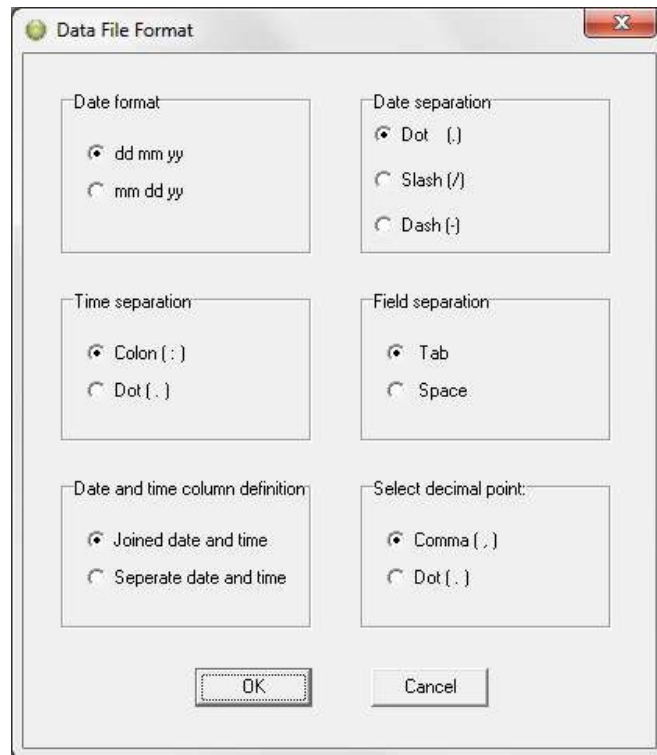 Data File Format
Date format
dd mm yy
mm dd yy
Date separation
Dot (.)
Slash (/)
Dash (-)
Time separation
Colon ( : )
Dot ( . )
Field separation
Tab
Space
Date and time column definition
Joined date and time
Seperate date and time
Select decimal point:
Comma ( , )
Dot ( . )
OK
Cancel